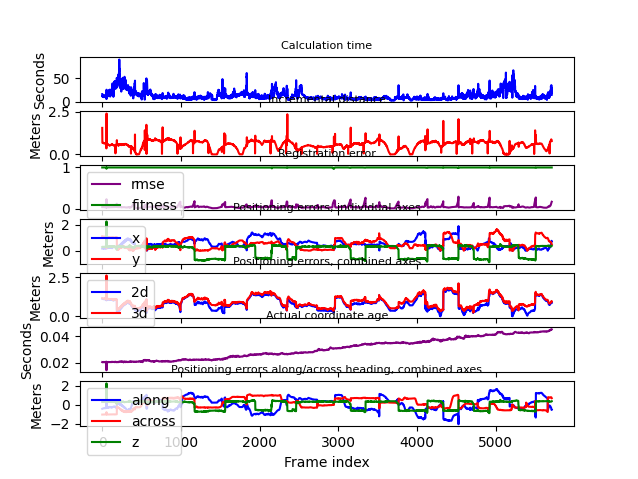 Calculation time
Seconds
50
0
Meters
2.5
0.0
Registration error
1
0
rmse
fitness
Positioning errors, individual axes
Meters
2
0
x
y
Positioning errors, combined axes
Meters
2.5
0.0
2d
3d
Actual coordinate age
Seconds
0.04
0.02
Positioning errors along/across heading, combined axes
Meters
2
0
−2
along
across
z
0 1000 2000 3000 4000 5000
Frame index